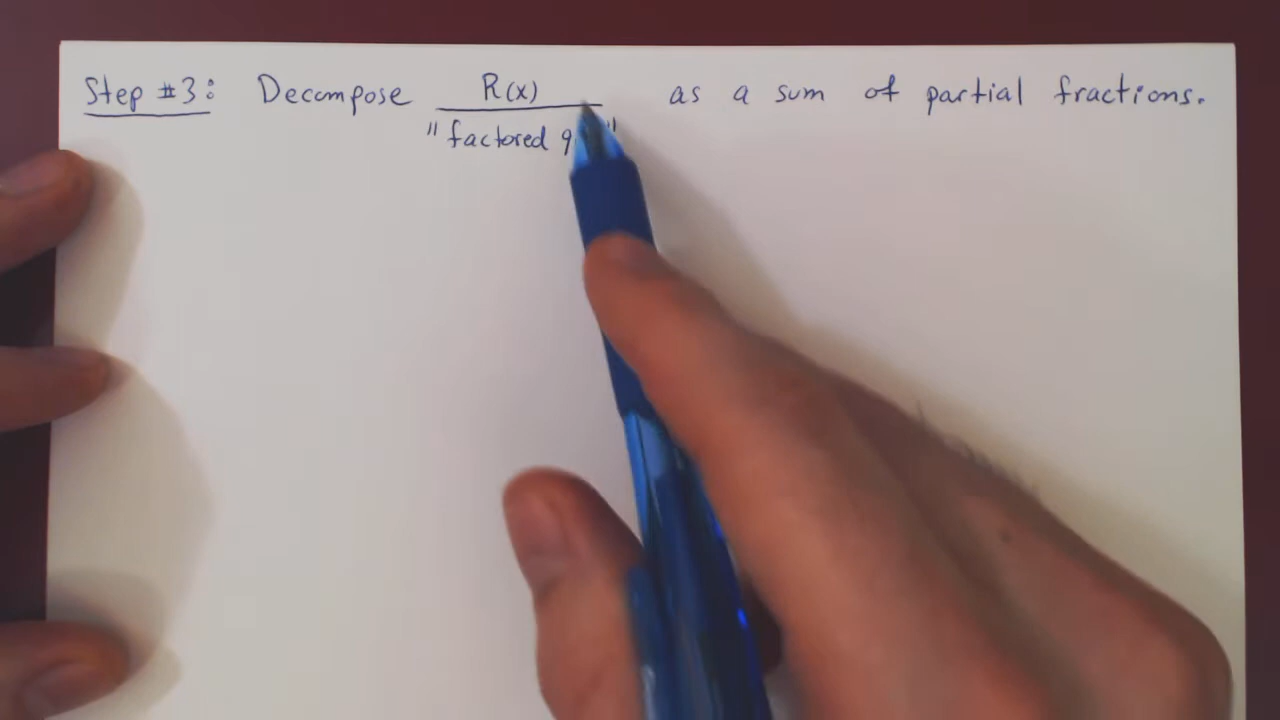 Step #3: Decompose R(x) as a sum of partial fractions.
"factored "